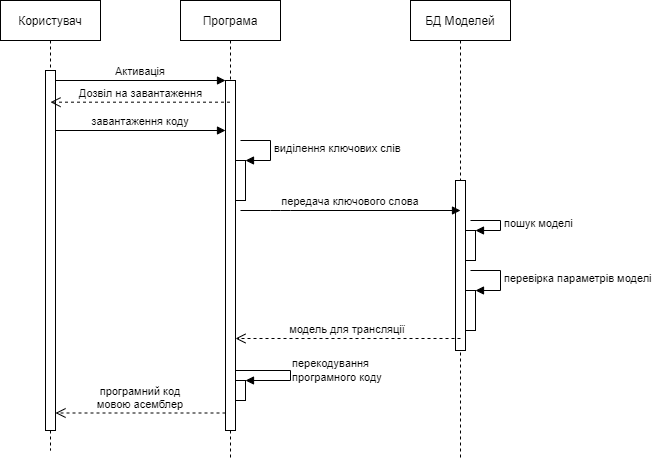 Користувач
Програма
БД Моделей
Активація
Дозвіл на завантаження
завантаження коду
виділення ключових слів
передача ключового слова
пошук моделі
перевірка параметрів моделі
модель для трансляції
перекодування
програмного коду
програмний код
мовою асемблер